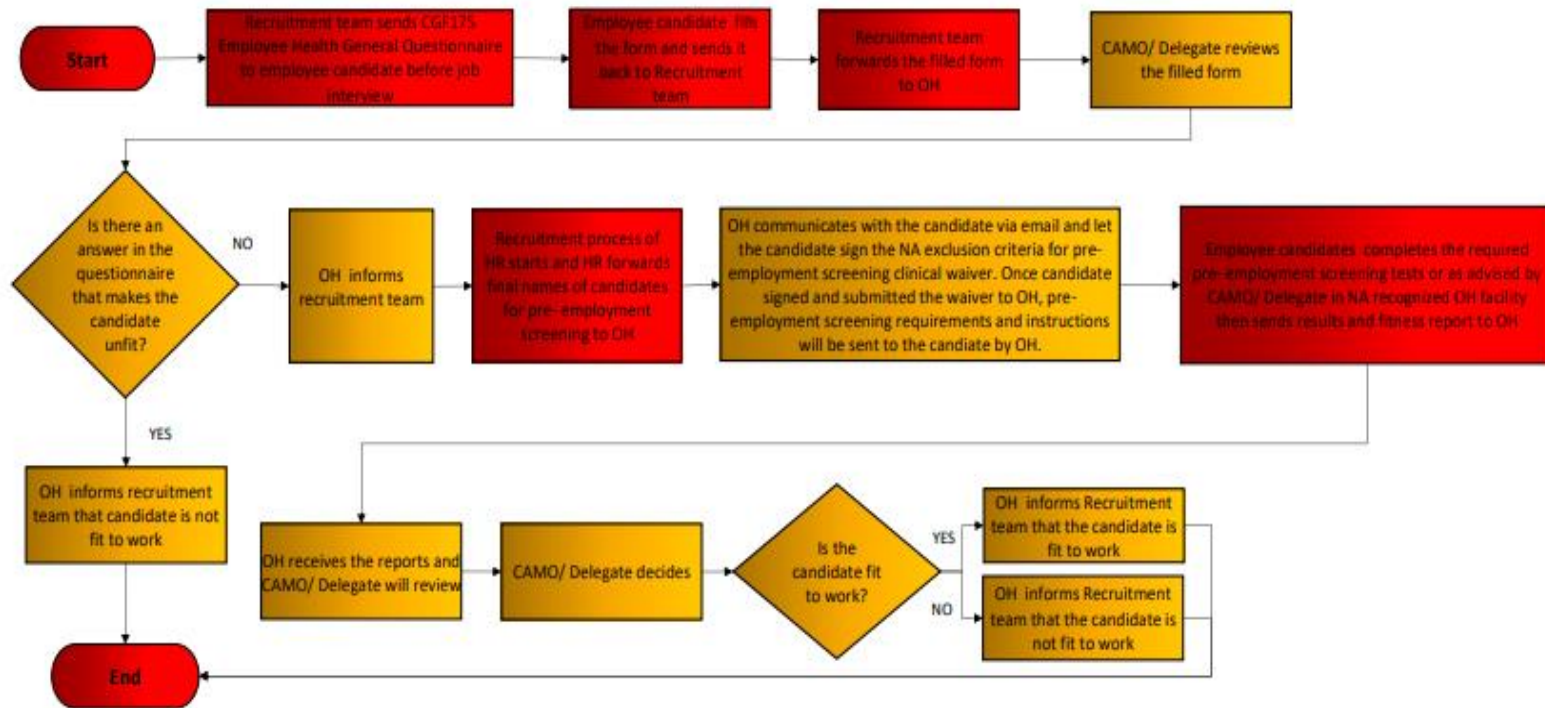 Start
Recruitment team sends CGF175
Employee Health General Questionnaire
to employee candidate before job
interview
Employee candidate fills
the form and sends it
back to Recruitment
team
Recruitment team
forwards the filled form
to OH
CAMO/ Delegate reviews
the filled form
Is there an
answer in the
questionnaire
that makes the
candidate
unfit?
NO
OH informs
recruitment team
Recruitment process of
HR starts and HR forwards
final names of candidates
for pre- employment
screening to OH
OH communicates with the candidate via email and let
the candidate sign the NA exclusion criteria for pre-
employment screening clinical waiver. Once candidate
signed and submitted the waiver to OH, pre-
employment screening requirements and instructions
will be sent to the candiate by OH.
Employee candidates completes the required
pre- employment screening tests or as advised by
CAMO/ Delegate in NA recognized OH facility
then sends results and fitness report to OH
YES
OH informs recruitment
team that candidate is not
fit to work
OH receives the reports and
CAMO/ Delegate will review
CAMO/ Delegate decides
Is the
candidate fit
to work?
YES
OH informs Recruitment
team that the candidate is
fit to work
NO
OH informs Recruitment
team that the candidate is
not fit to work
End